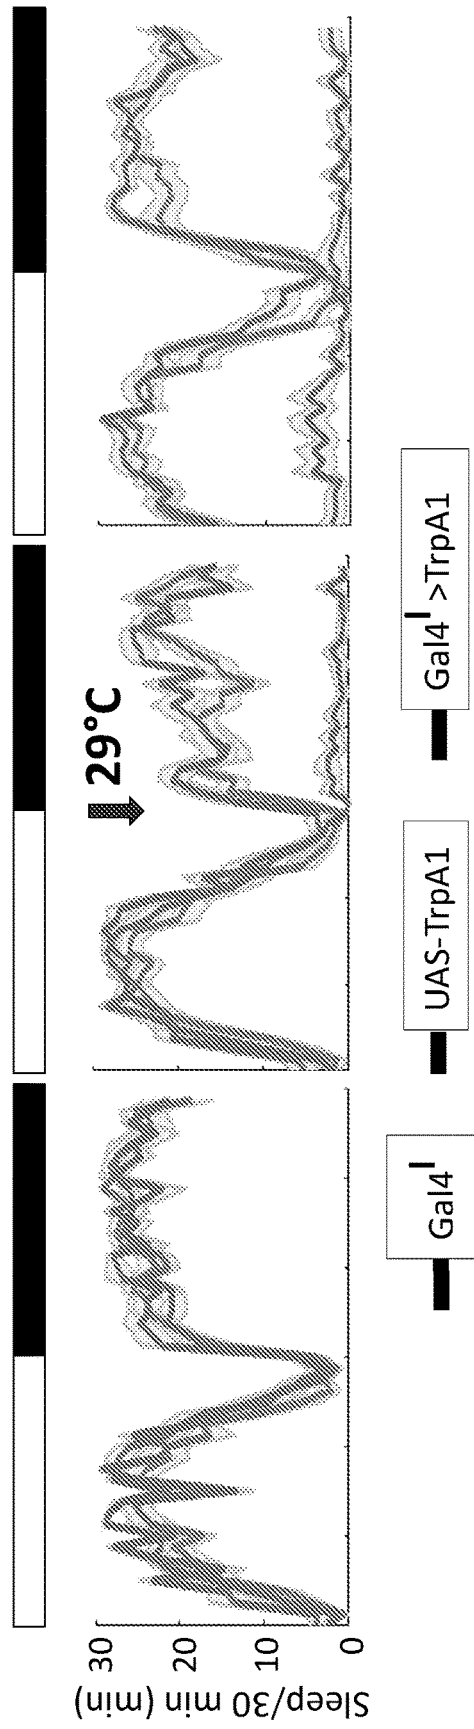 29°C
30
20
10
0
Sleep/30 min (min)
Gal4ᴵ
UAS-TrpA1
Gal4ᴵ >TrpA1